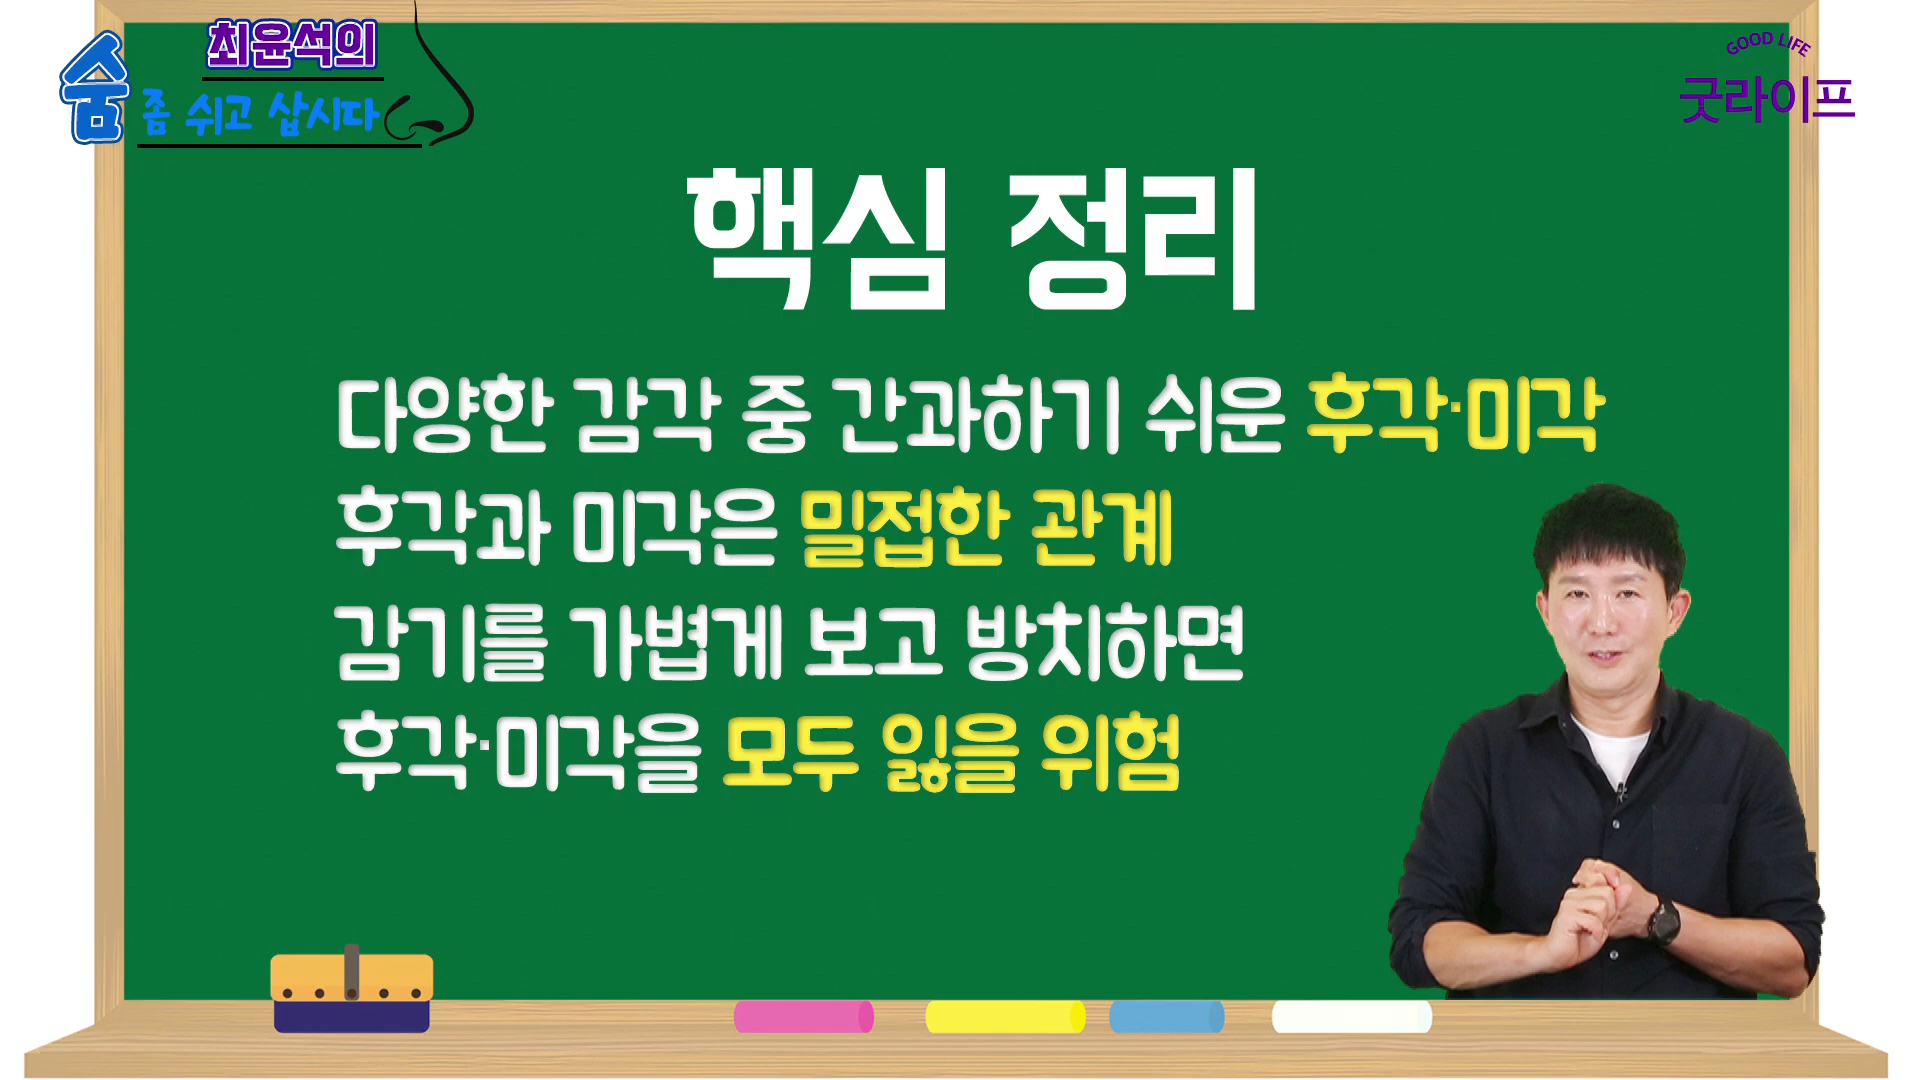 최윤석의
숨 좀 쉬고 삽시다
GOOD LIFE
굿라이프
핵심 정리
다양한 감각 중 간과하기 쉬운 후각·미각
후각과 미각은 밀접한 관계
감기를 가볍게 보고 방치하면
후각·미각을 모두 잃을 위험